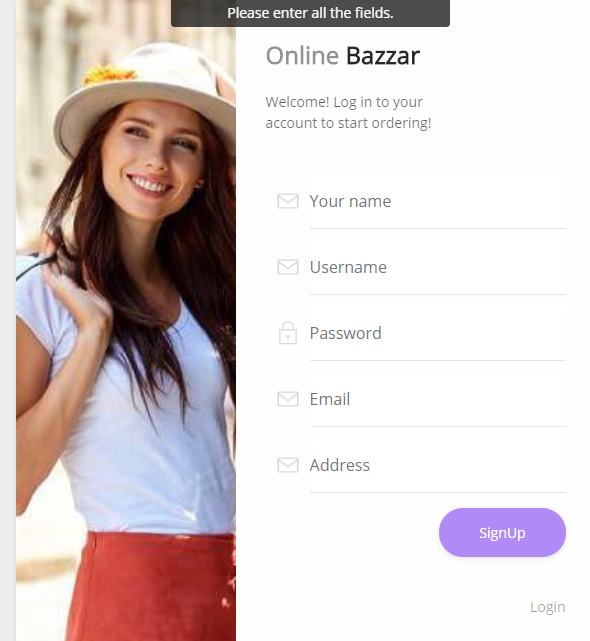 Please enter all the fields.
Online Bazzar
Welcome! Log in to your
account to start ordering!
Your name
Username
Password
Email
Address
SignUp
Login